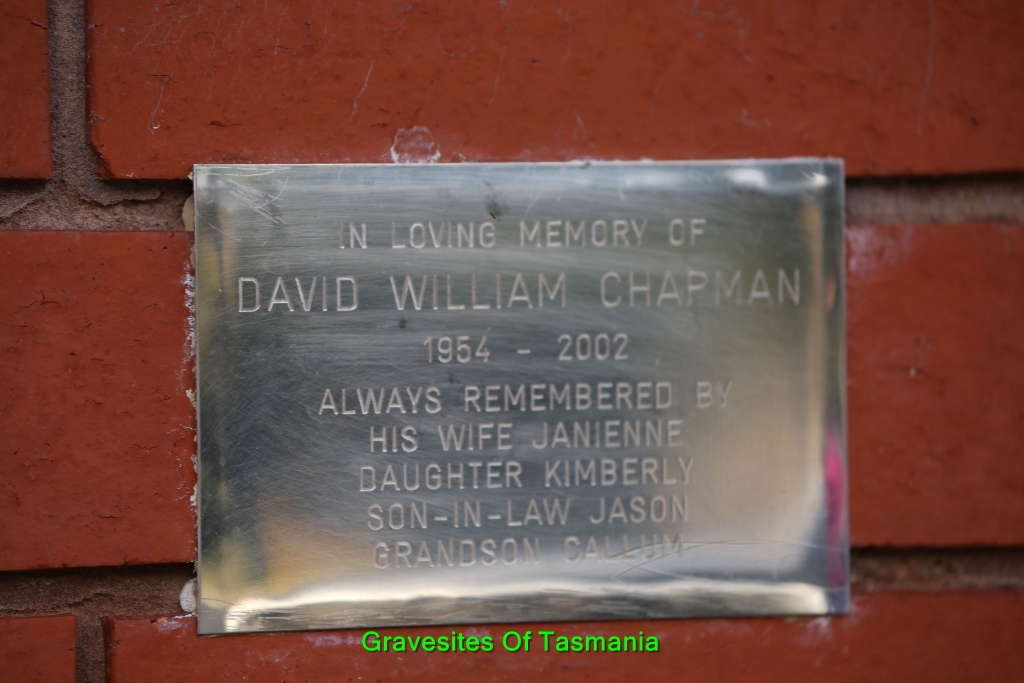 IN LOVING MEMORY OF
DAVID WILLIAM CHAPMAN
1954 - 2002
ALWAYS REMEMBERED BY
HIS WIFE JANIENNE
DAUGHTER KIMBERLY
SON-IN-LAW JASON
GRANDSON CALLUM
Gravesites Of Tasmania